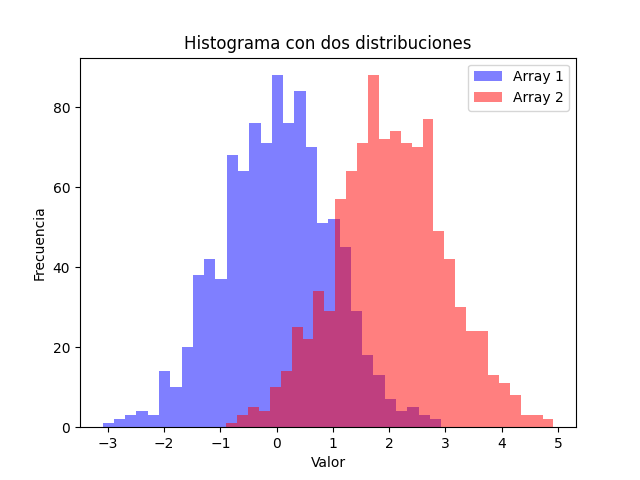 Histograma con dos distribuciones
Array 1
Array 2
Frecuencia
80
60
40
20
0
−3
−2
−1
0
1
2
3
4
5
Valor